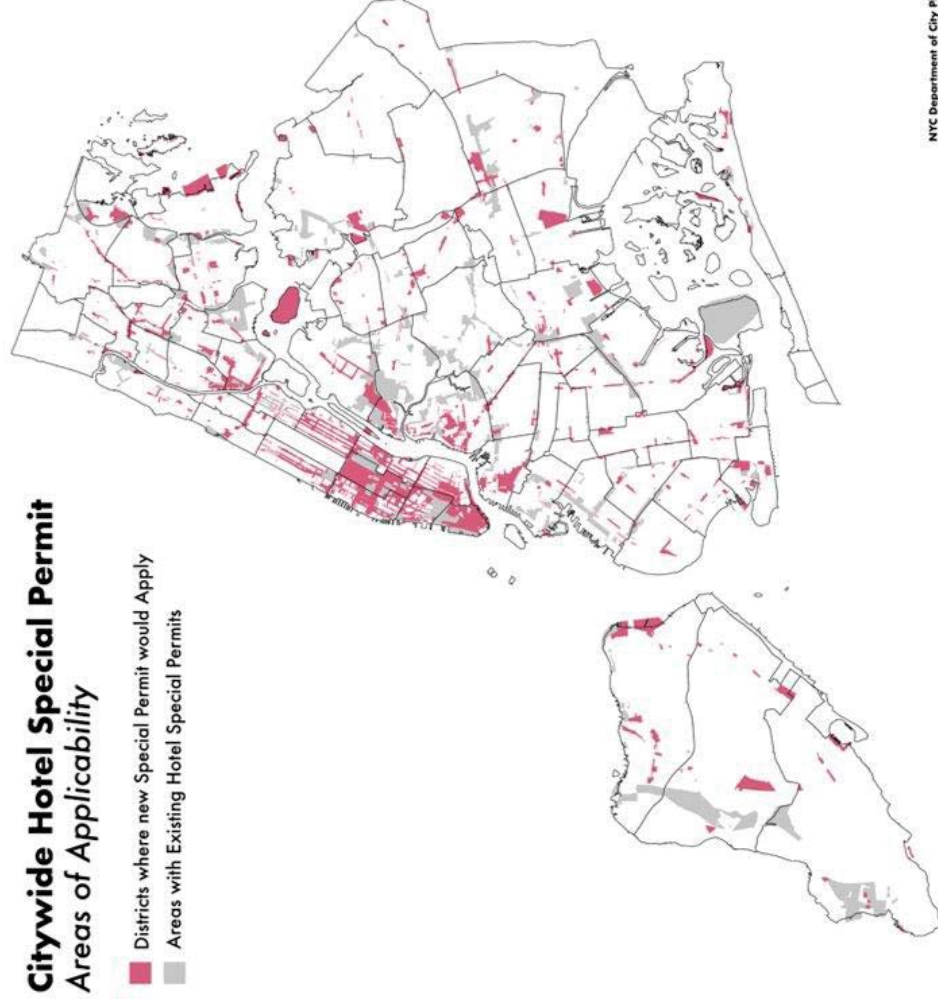 Citywide Hotel Special Permit
Areas of Applicability
Districts where new Special Permit would Apply
Areas with Existing Hotel Special Permits
NYC Department of City